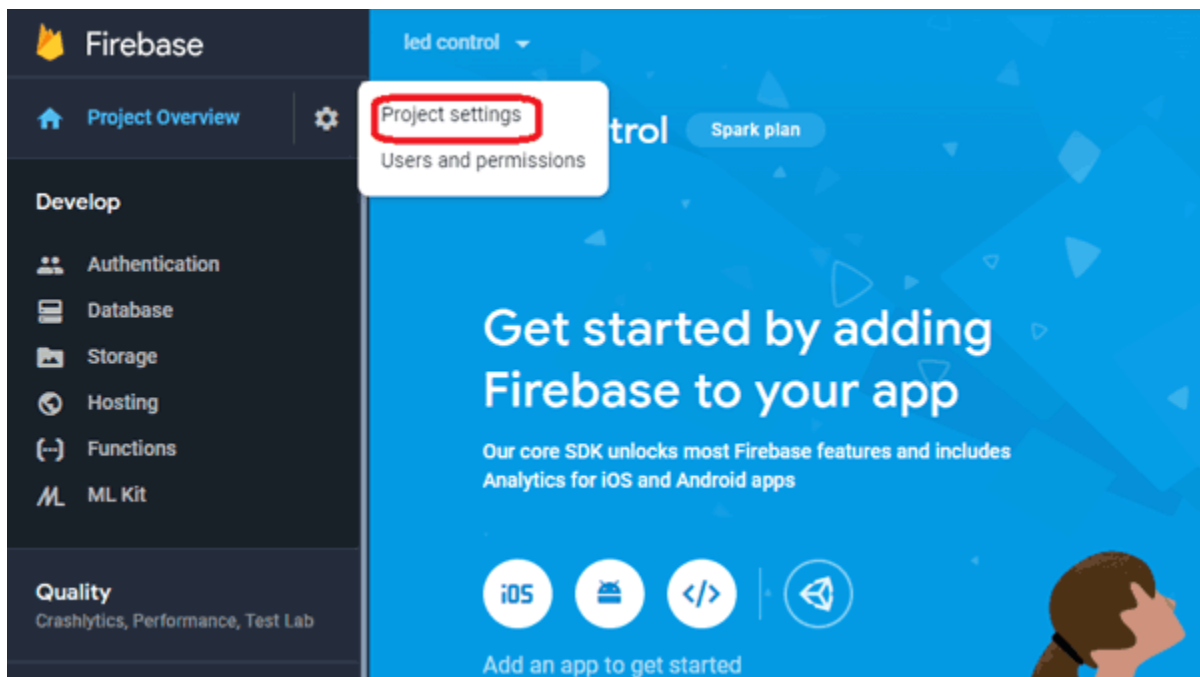 Firebase
led control
Project Overview
Project settings
Users and permissions
trol
Spark plan
Develop
Authentication
Database
Storage
Hosting
Functions
ML Kit
Quality
Crashlytics, Performance, Test Lab
Get started by adding
Firebase to your app
Our core SDK unlocks most Firebase features and includes
Analytics for iOS and Android apps
iOS
Add an app to get started